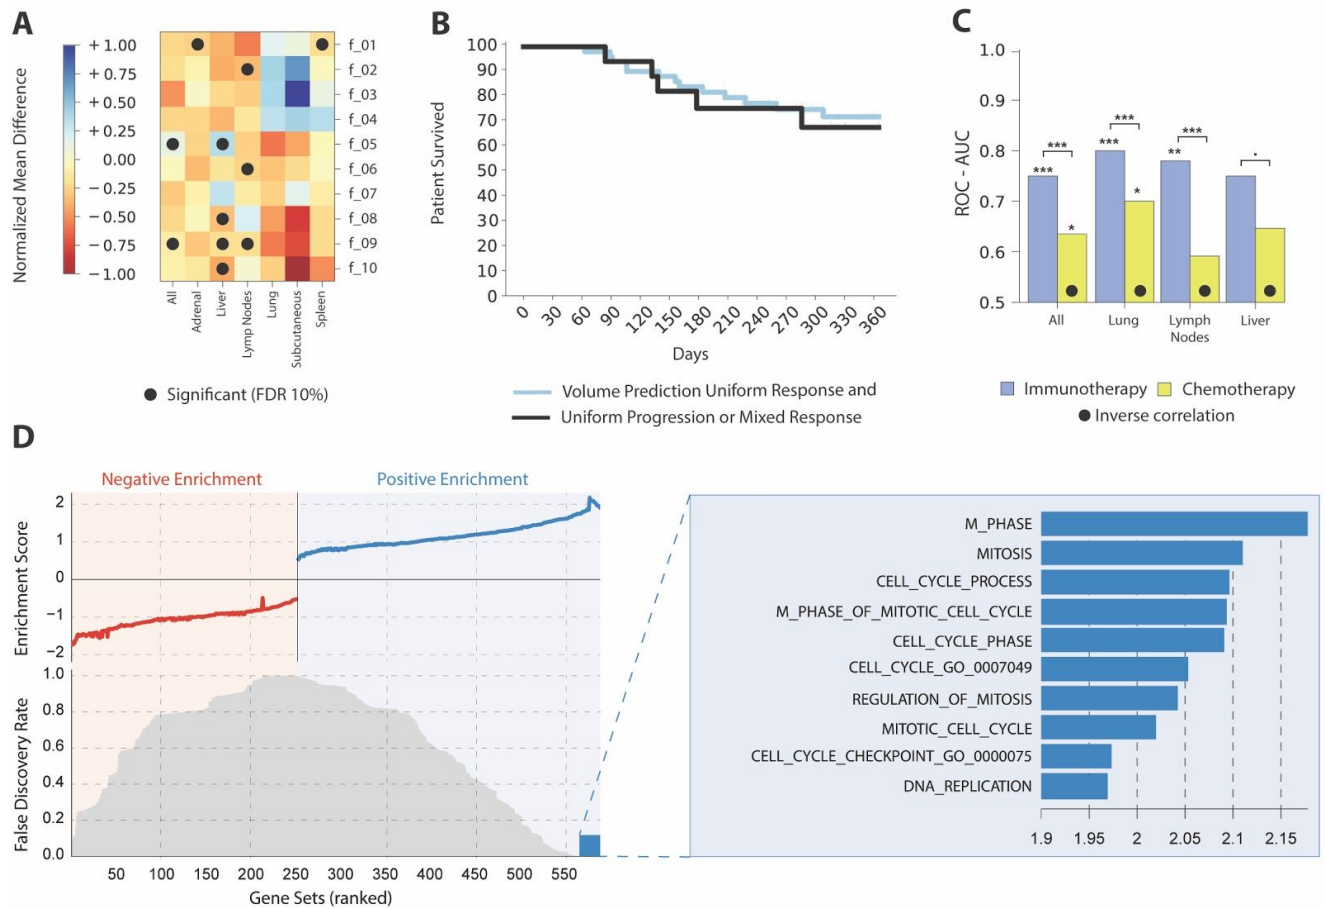 A
Normalized Mean Difference
+ 1.00
+ 0.75
+ 0.50
+ 0.25
0.00
− 0.25
− 0.50
− 0.75
− 1.00
f_01
f_02
f_03
f_04
f_05
f_06
f_07
f_08
f_09
f_10
All
Adrenal
Liver
Lymp Nodes
Lung
Subcutaneous
Spleen
Significant (FDR 10%)
B
Patient Survived
100
90
80
70
60
50
40
30
20
10
0
0 30 60 90 120 150 180 210 240 270 300 330 360
Days
Volume Prediction Uniform Response and
Uniform Progression or Mixed Response
C
ROC - AUC
1.0
0.9
0.8
0.7
0.6
0.5
*** *** *** ***
*** ** .
* *
All Lung Lymph Nodes Liver
Immunotherapy Chemotherapy
Inverse correlation
D
Negative Enrichment Positive Enrichment
Enrichment Score
2
1
0
−1
−2
False Discovery Rate
1.0
0.8
0.6
0.4
0.2
0.0
50 100 150 200 250 300 350 400 450 500 550
Gene Sets (ranked)
M_PHASE
MITOSIS
CELL_CYCLE_PROCESS
M_PHASE_OF_MITOTIC_CELL_CYCLE
CELL_CYCLE_PHASE
CELL_CYCLE_GO_0007049
REGULATION_OF_MITOSIS
MITOTIC_CELL_CYCLE
CELL_CYCLE_CHECKPOINT_GO_0000075
DNA_REPLICATION
1.9 1.95 2 2.05 2.1 2.15